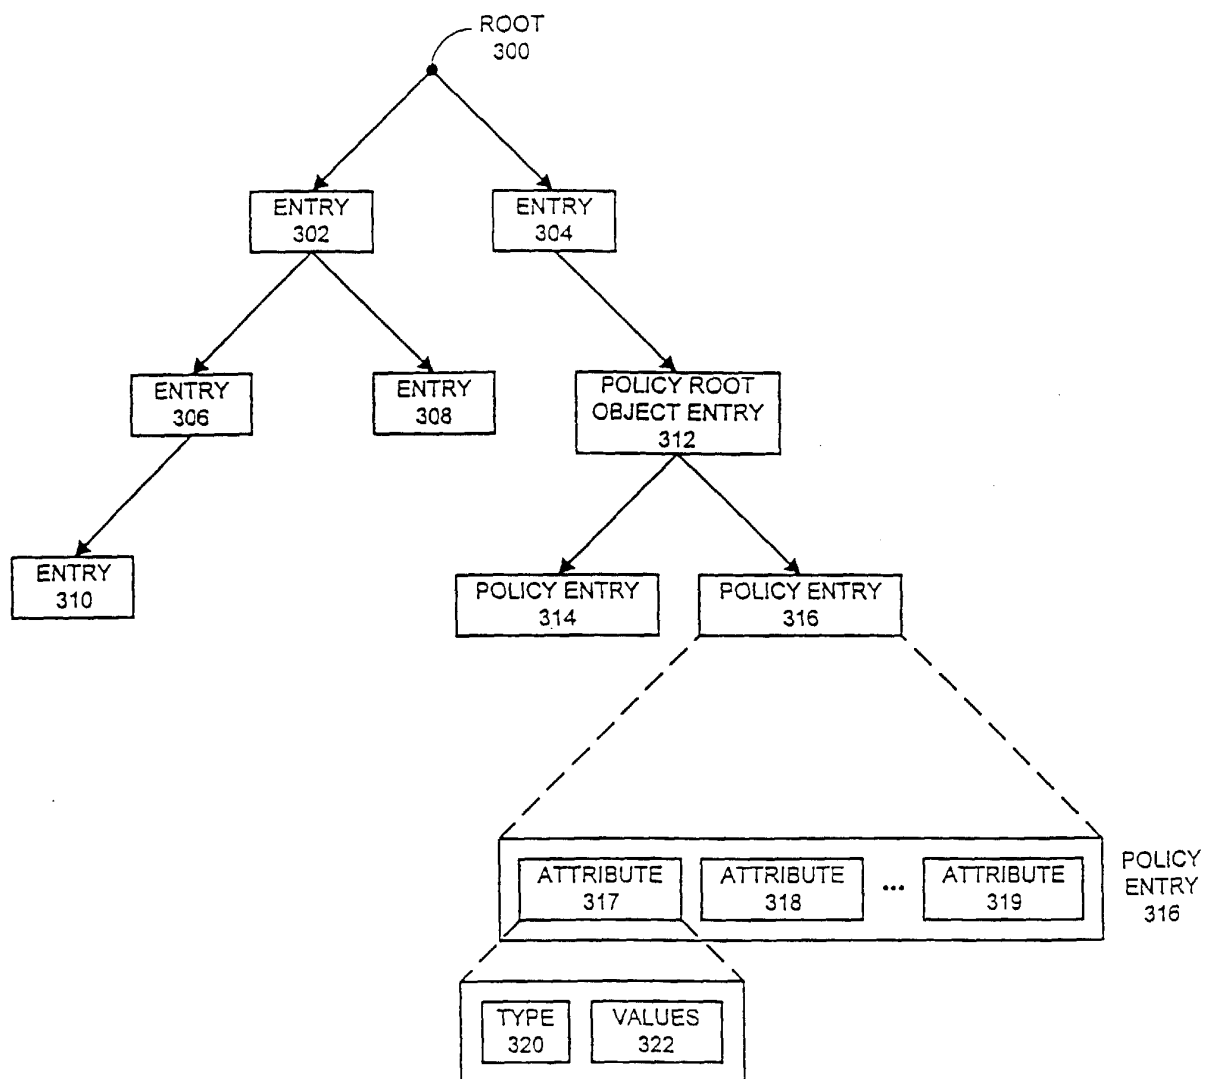 ROOT
300
ENTRY
302
ENTRY
304
ENTRY
306
ENTRY
308
POLICY ROOT
OBJECT ENTRY
312
ENTRY
310
POLICY ENTRY
314
POLICY ENTRY
316
ATTRIBUTE
317
ATTRIBUTE
318
...
ATTRIBUTE
319
POLICY
ENTRY
316
TYPE
320
VALUES
322